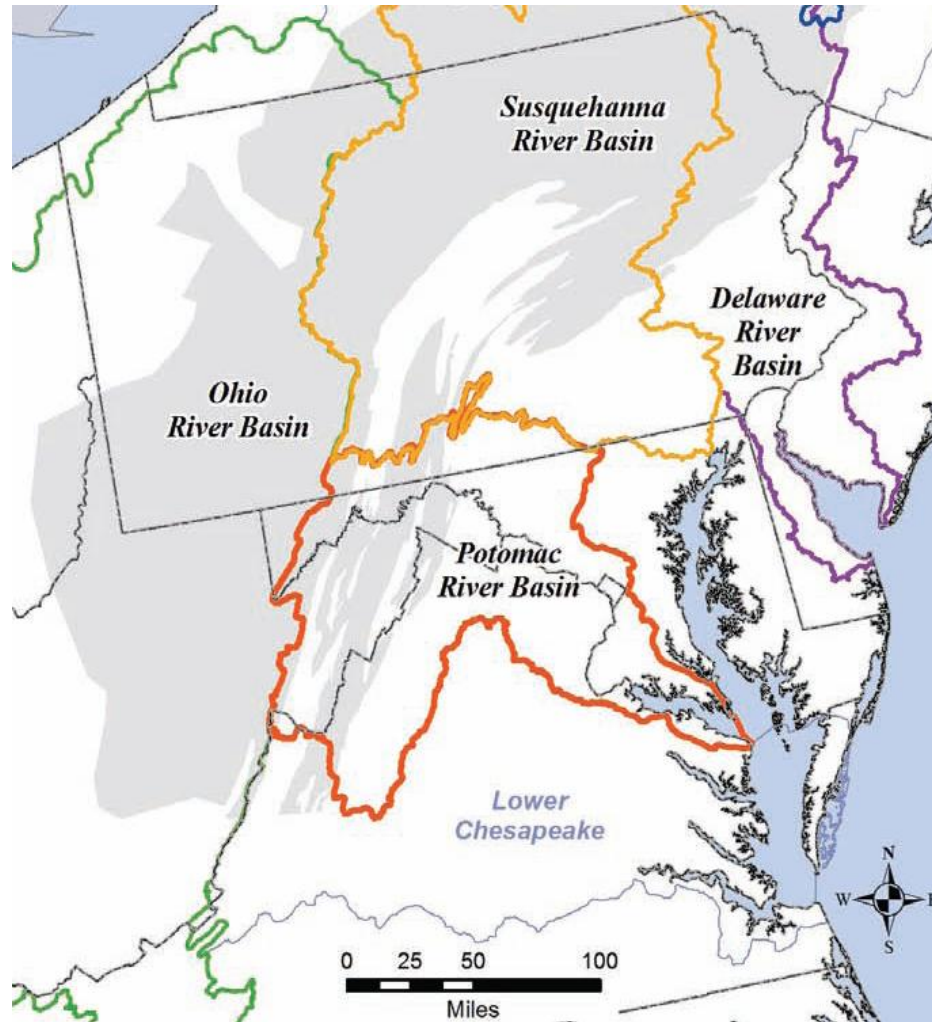 Susquehanna
River Basin
Delaware
River
Basin
Ohio
River Basin
Potomac
River Basin
Lower
Chesapeake
N
W
E
S
0 25 50 100
Miles